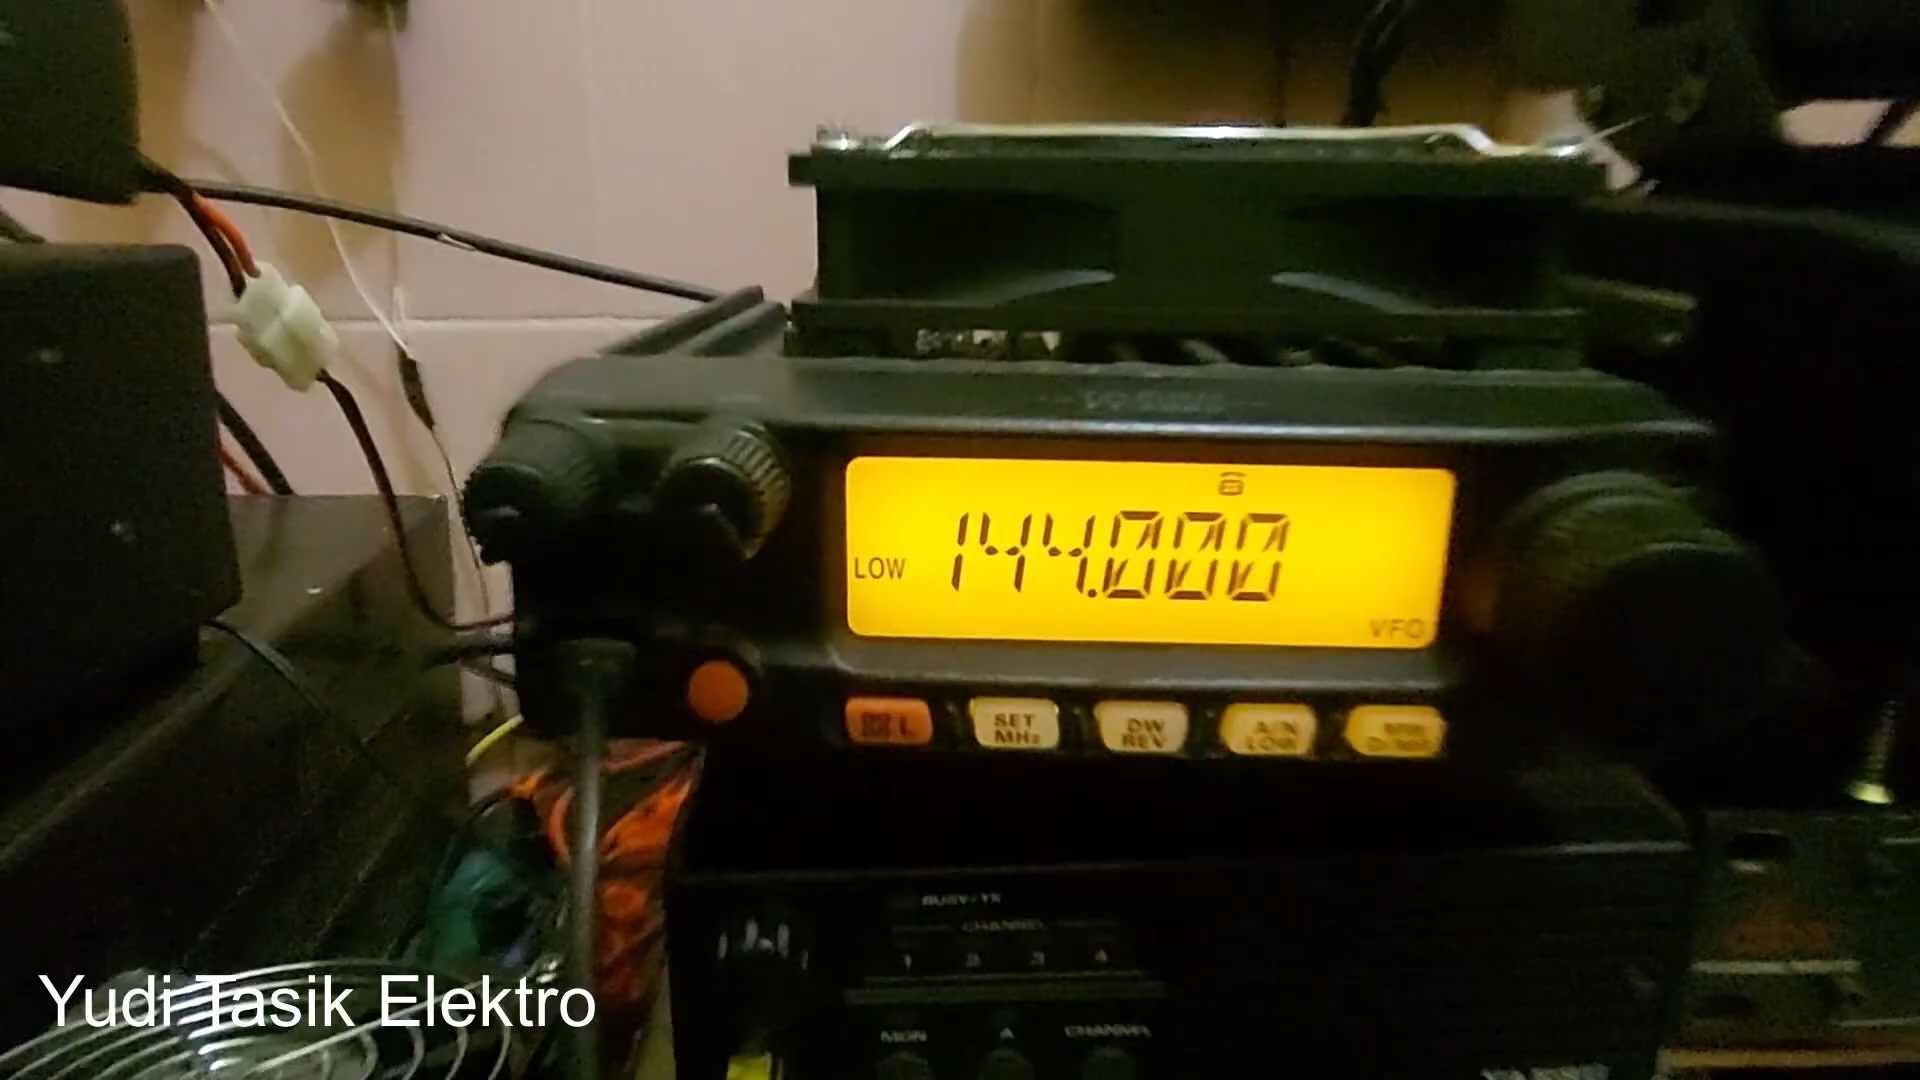 144.000
LOW
VFO
SET
MHz
DW
REV
A/N
LOW
BUSY/TX
CHANNEL
1 2 3 4
MON A CHANNEL
Yudi Tasik Elektro